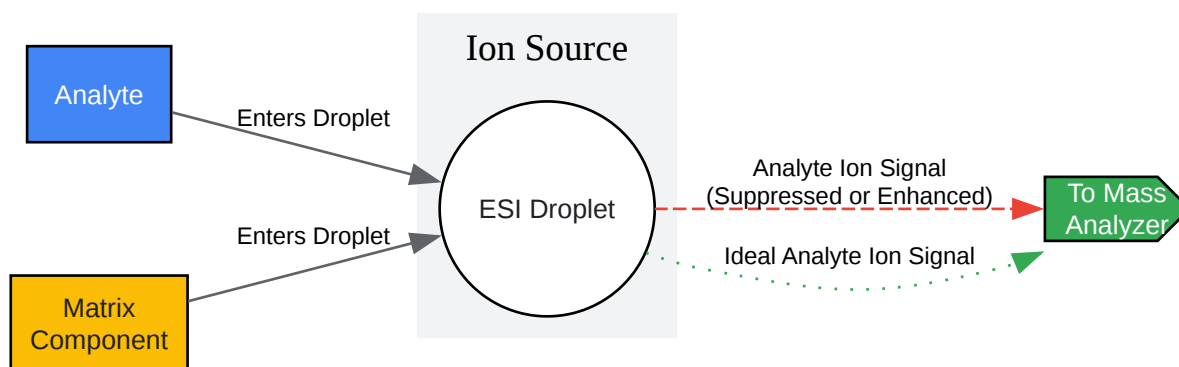 Ion Source
Analyte
Enters Droplet
ESI Droplet
Analyte Ion Signal
(Suppressed or Enhanced)
To Mass
Analyzer
Enters Droplet
Ideal Analyte Ion Signal
Matrix
Component